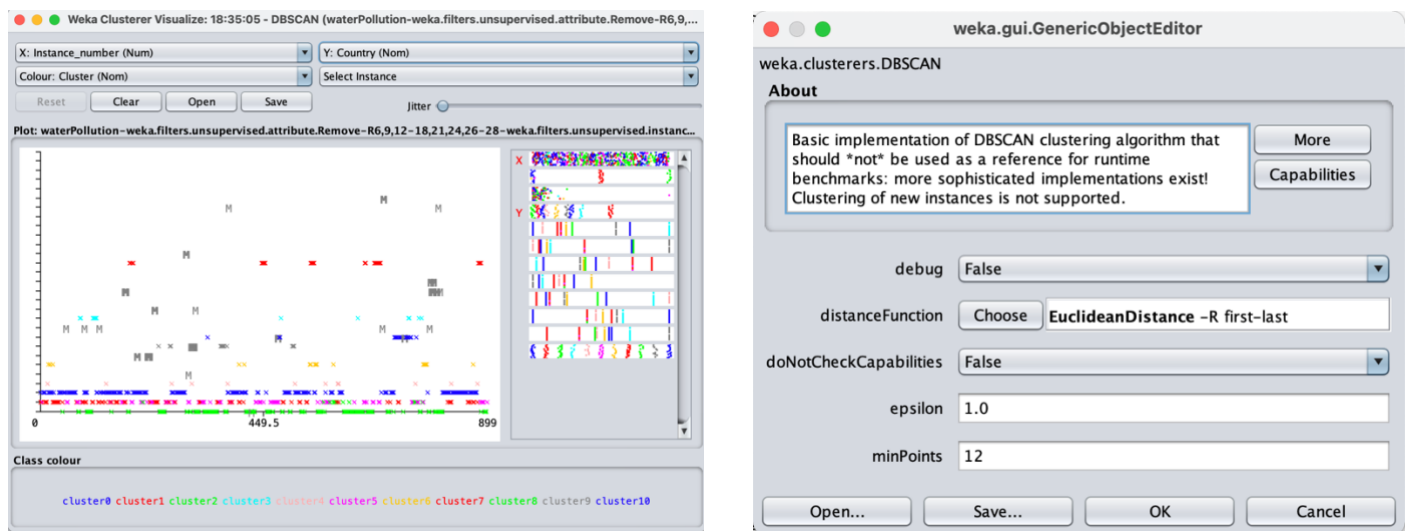 Weka Clusterer Visualize: 18:35:05 - DBSCAN (waterPollution-weka.filters.unsupervised.attribute.Remove-R6,9,...
X: Instance_number (Num)
Y: Country (Nom)
Colour: Cluster (Nom)
Select Instance
Reset
Clear
Open
Save
Jitter
Plot: waterPollution-weka.filters.unsupervised.attribute.Remove-R6,9,12-18,21,24,26-28-weka.filters.unsupervised.instanc...
X
Y
0
449.5
899
Class colour
cluster0 cluster1 cluster2 cluster3 cluster4 cluster5 cluster6 cluster7 cluster8 cluster9 cluster10
weka.gui.GenericObjectEditor
weka.clusterers.DBSCAN
About
Basic implementation of DBSCAN clustering algorithm that
should *not* be used as a reference for runtime
benchmarks: more sophisticated implementations exist!
Clustering of new instances is not supported.
More
Capabilities
debug
False
distanceFunction
Choose
EuclideanDistance -R first-last
doNotCheckCapabilities
False
epsilon
1.0
minPoints
12
Open...
Save...
OK
Cancel